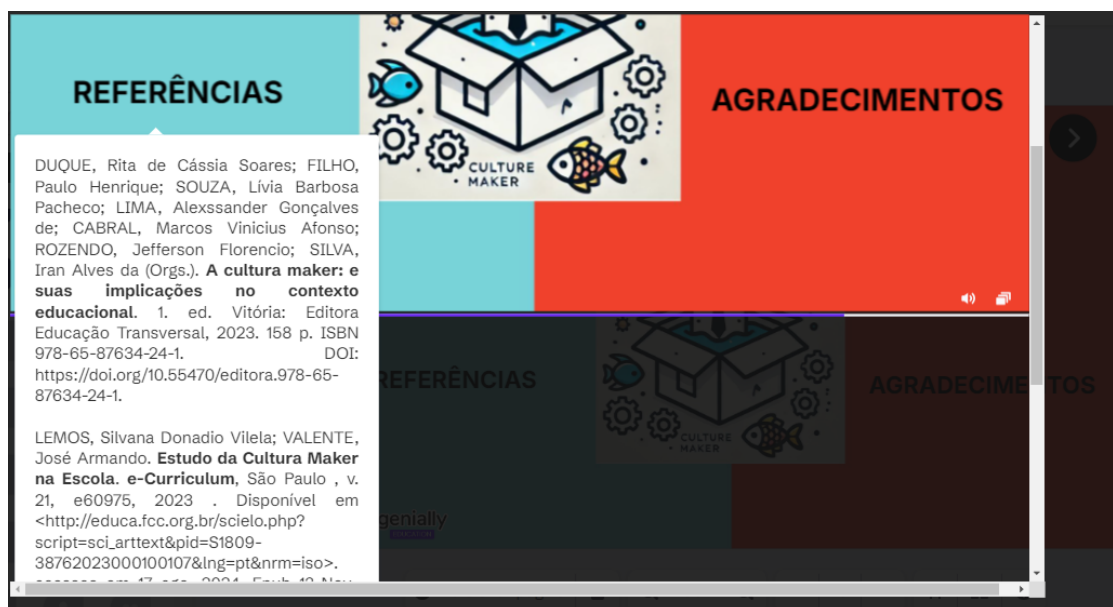 REFERÊNCIAS
AGRADECIMENTOS
CULTURE
MAKER
DUQUE, Rita de Cássia Soares; FILHO,
Paulo Henrique; SOUZA, Lívia Barbosa
Pacheco; LIMA, Alexssander Gonçalves
de; CABRAL, Marcos Vinicius Afonso;
ROZENDO, Jefferson Florencio; SILVA,
Iran Alves da (Orgs.). A cultura maker: e
suas implicações no contexto
educacional. 1. ed. Vitória: Editora
Educação Transversal, 2023. 158 p. ISBN
978-65-87634-24-1. DOI:
https://doi.org/10.55470/editora.978-65-
87634-24-1.
LEMOS, Silvana Donadio Vilela; VALENTE,
José Armando. Estudo da Cultura Maker
na Escola. e-Curriculum, São Paulo , v.
21, e60975, 2023 . Disponível em
<http://educa.fcc.org.br/scielo.php?
script=sci_arttext&pid=S1809-
38762023000100107&lng=pt&nrm=iso>.
REFERÊNCIAS
AGRADECIMENTOS
CULTURE
MAKER
genially